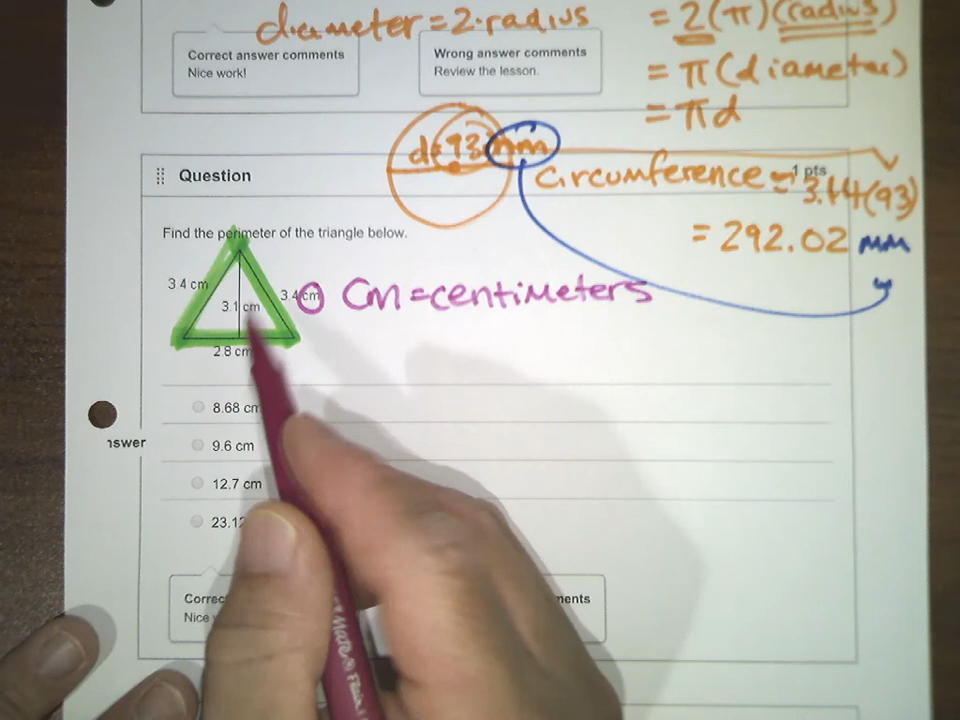 diameter = 2·radius
= 2(π)(radius)
= π(diameter)
= πd
Correct answer comments
Nice work!
Wrong answer comments
Review the lesson.
d=93 mm
Question
1 pts
circumference = 3.14(93)
= 292.02 mm
Find the perimeter of the triangle below.
3.4 cm
3.4 cm
3.1 cm
2.8 cm
cm = centimeters
8.68 cm
9.6 cm
12.7 cm
23.12